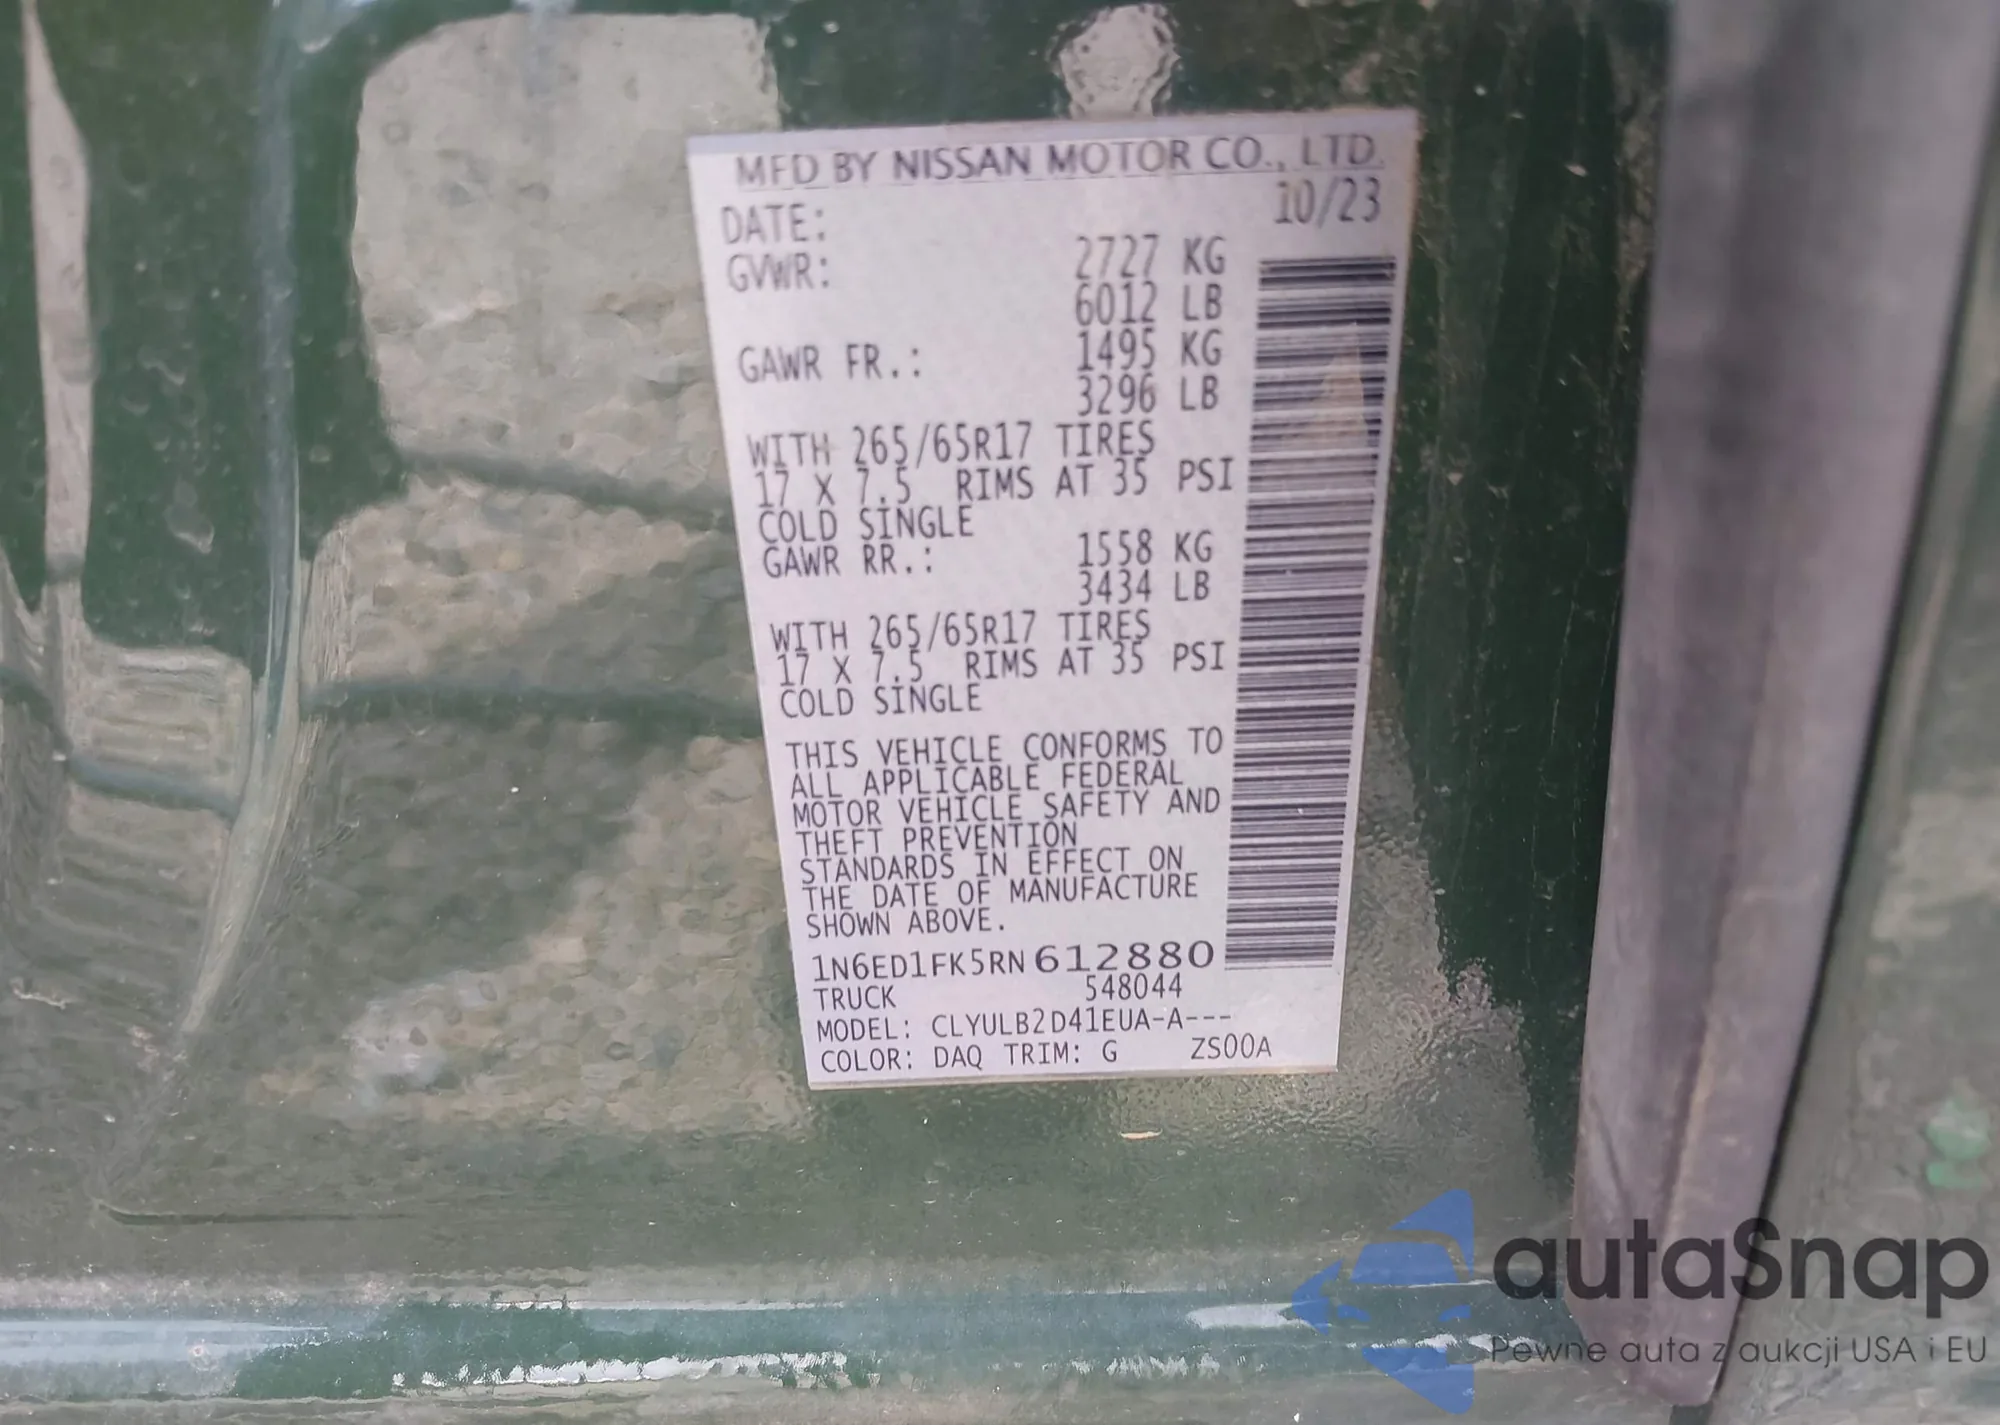 MFD BY NISSAN MOTOR CO., LTD.
DATE: 10/23
GVWR: 2727 KG
6012 LB
GAWR FR.: 1495 KG
3296 LB
WITH 265/65R17 TIRES
17 X 7.5 RIMS AT 35 PSI
COLD SINGLE
GAWR RR.: 1558 KG
3434 LB
WITH 265/65R17 TIRES
17 X 7.5 RIMS AT 35 PSI
COLD SINGLE
THIS VEHICLE CONFORMS TO
ALL APPLICABLE FEDERAL
MOTOR VEHICLE SAFETY AND
THEFT PREVENTION
STANDARDS IN EFFECT ON
THE DATE OF MANUFACTURE
SHOWN ABOVE.
1N6ED1FK5RN612880
TRUCK 548044
MODEL: CLYULB2D41EUA-A---
COLOR: DAQ TRIM: G ZS00A
autaSnap
Pewne auta z aukcji USA i EU